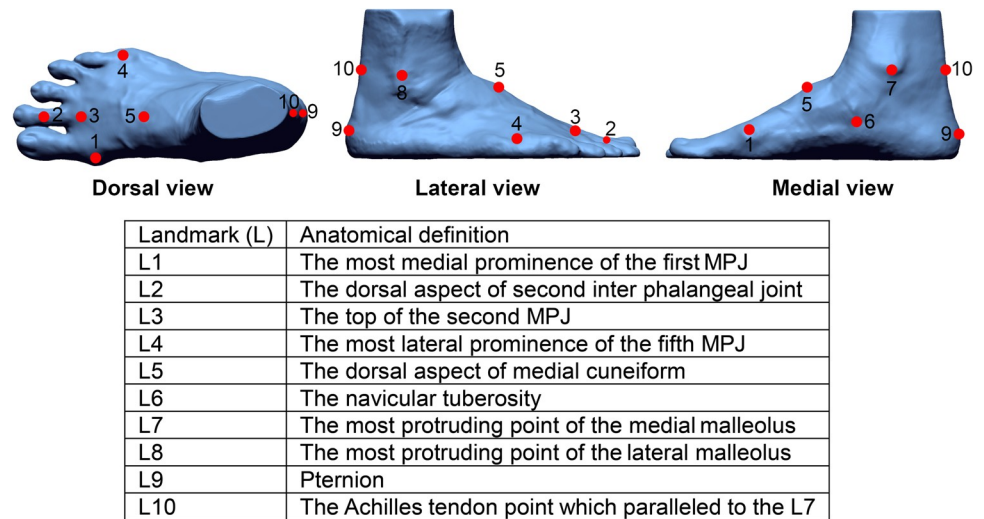 4
2
3
5
10
9
1
10
8
5
9
4
3
2
10
7
5
6
1
9
Dorsal view
Lateral view
Medial view
Landmark (L) Anatomical definition
L1 The most medial prominence of the first MPJ
L2 The dorsal aspect of second inter phalangeal joint
L3 The top of the second MPJ
L4 The most lateral prominence of the fifth MPJ
L5 The dorsal aspect of medial cuneiform
L6 The navicular tuberosity
L7 The most protruding point of the medial malleolus
L8 The most protruding point of the lateral malleolus
L9 Pternion
L10 The Achilles tendon point which paralleled to the L7